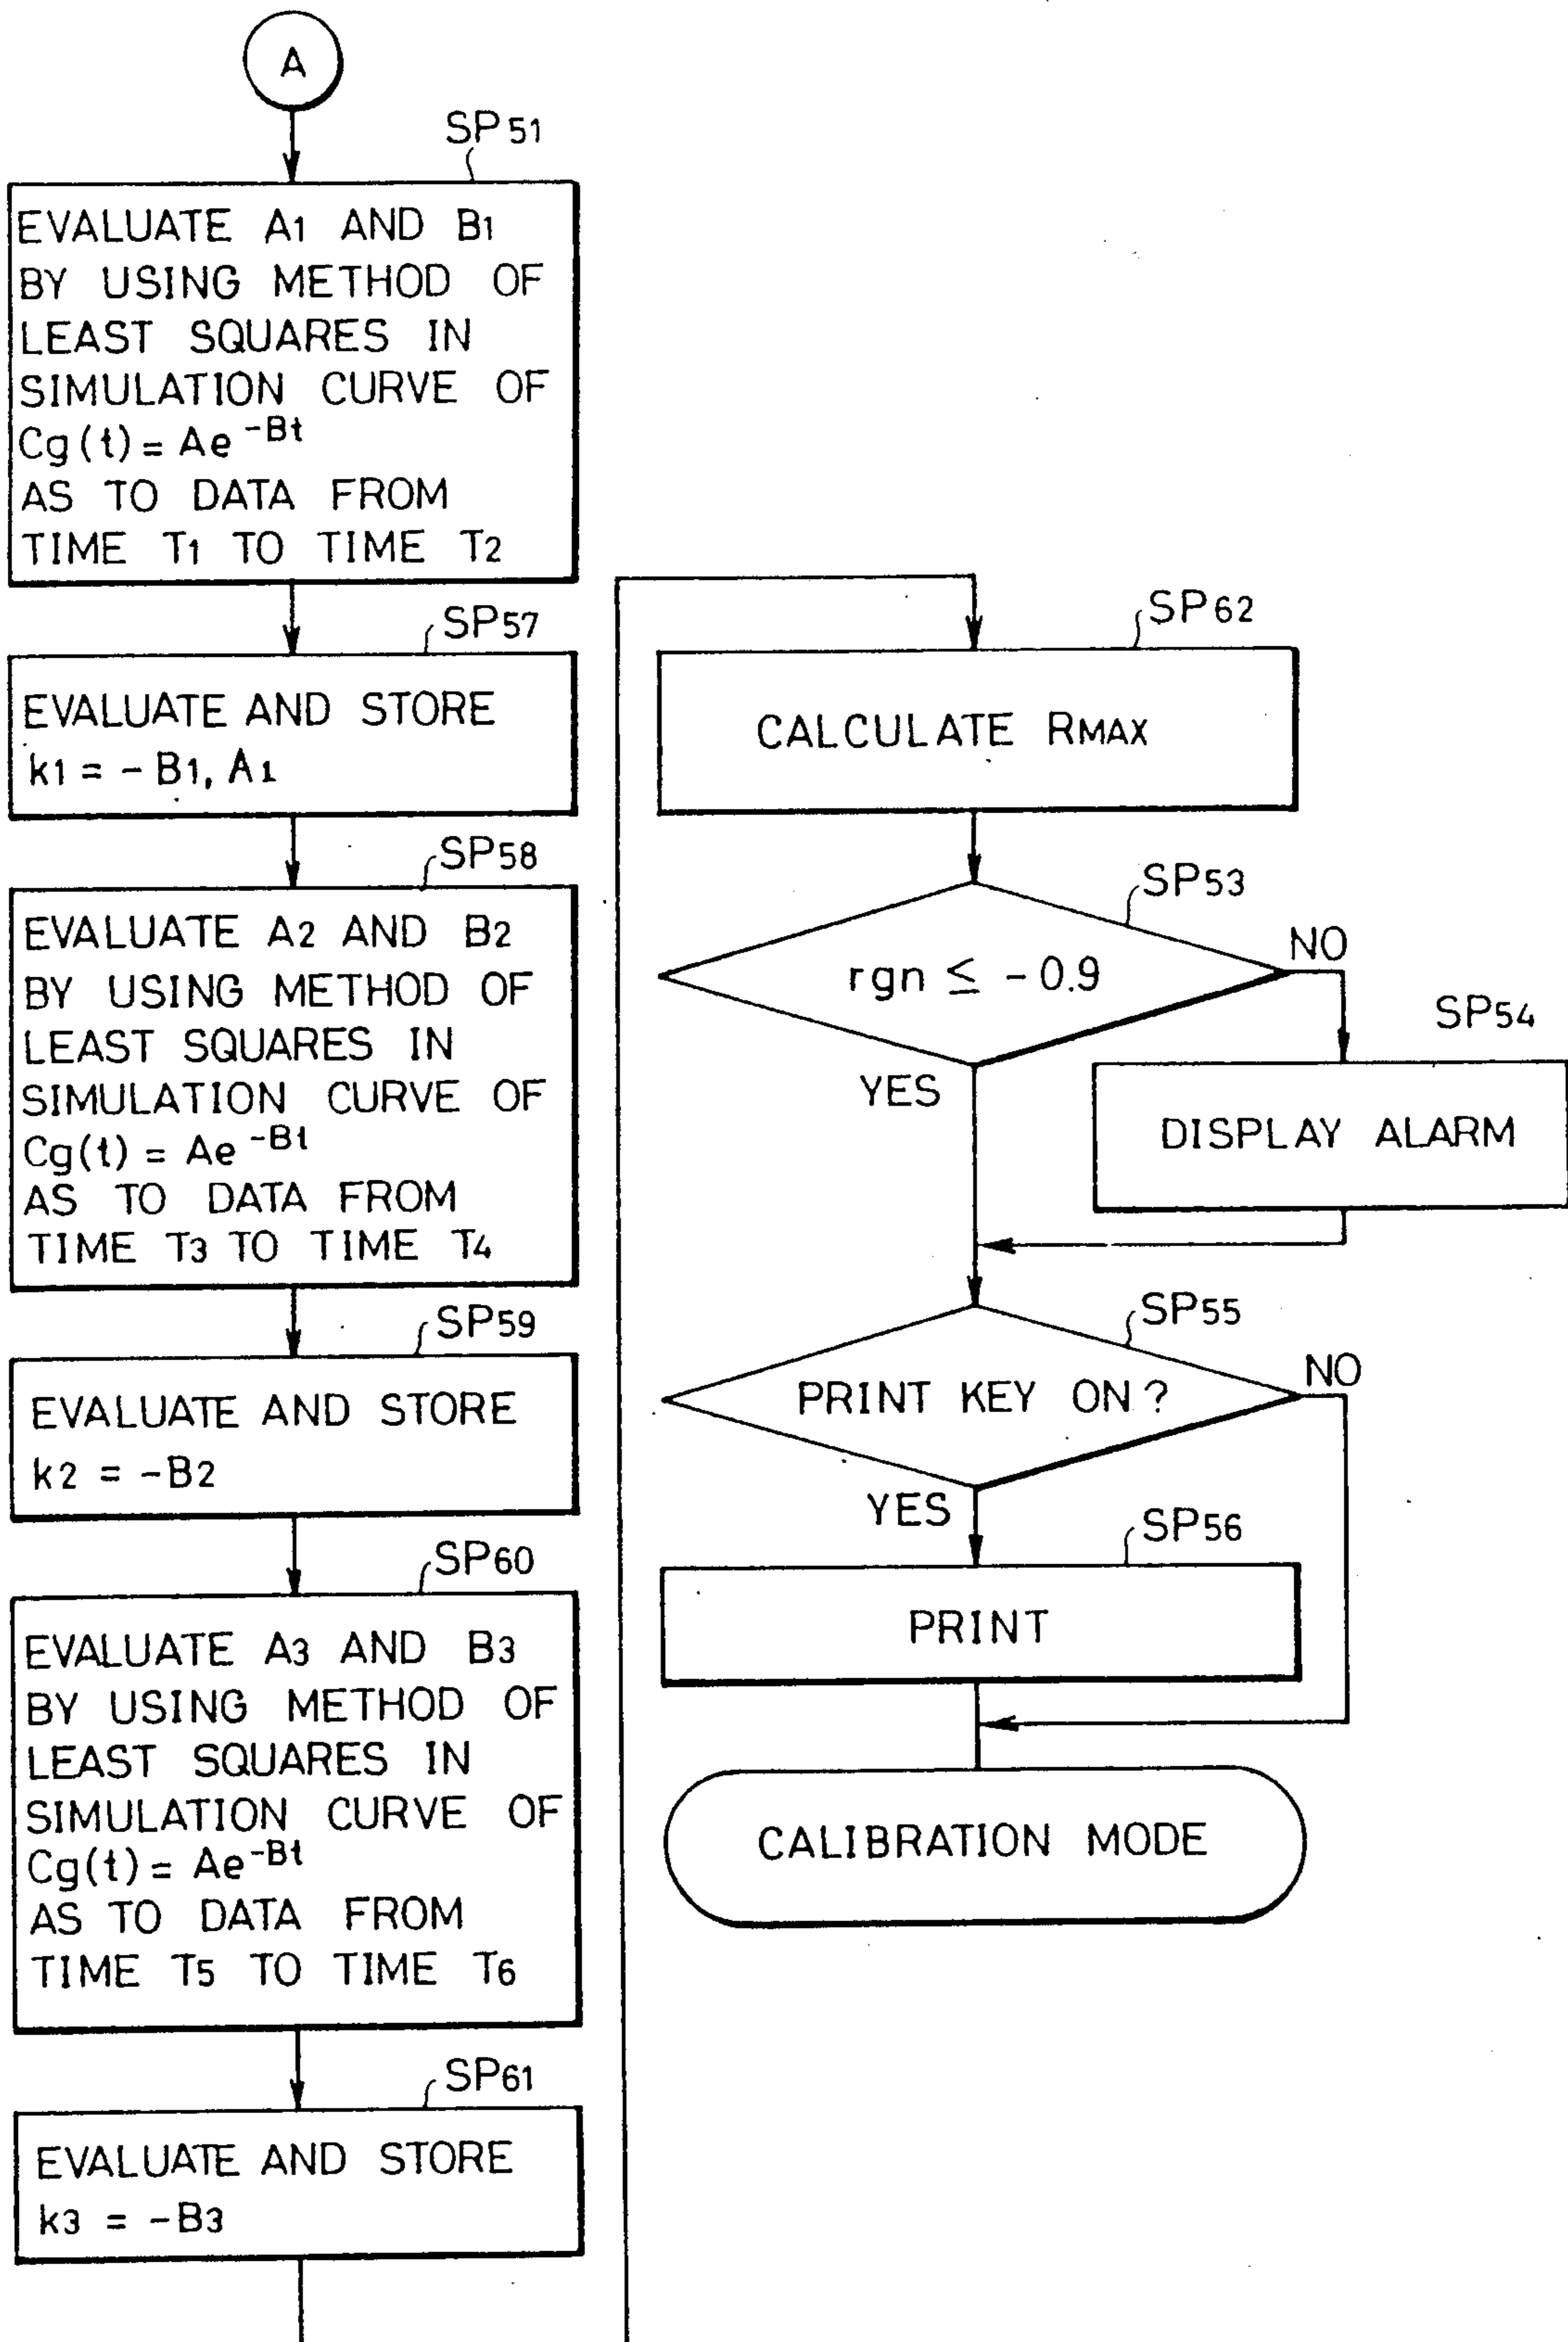 A
SP51
EVALUATE A1 AND B1
BY USING METHOD OF
LEAST SQUARES IN
SIMULATION CURVE OF
Cg(t) = Ae^-Bt
AS TO DATA FROM
TIME T1 TO TIME T2
SP57
EVALUATE AND STORE
k1 = -B1, A1
SP58
EVALUATE A2 AND B2
BY USING METHOD OF
LEAST SQUARES IN
SIMULATION CURVE OF
Cg(t) = Ae^-Bt
AS TO DATA FROM
TIME T3 TO TIME T4
SP59
EVALUATE AND STORE
k2 = -B2
SP60
EVALUATE A3 AND B3
BY USING METHOD OF
LEAST SQUARES IN
SIMULATION CURVE OF
Cg(t) = Ae^-Bt
AS TO DATA FROM
TIME T5 TO TIME T6
SP61
EVALUATE AND STORE
k3 = -B3
SP62
CALCULATE RMAX
SP53
rgn ≤ -0.9
NO
YES
SP54
DISPLAY ALARM
SP55
PRINT KEY ON?
NO
YES
SP56
PRINT
CALIBRATION MODE